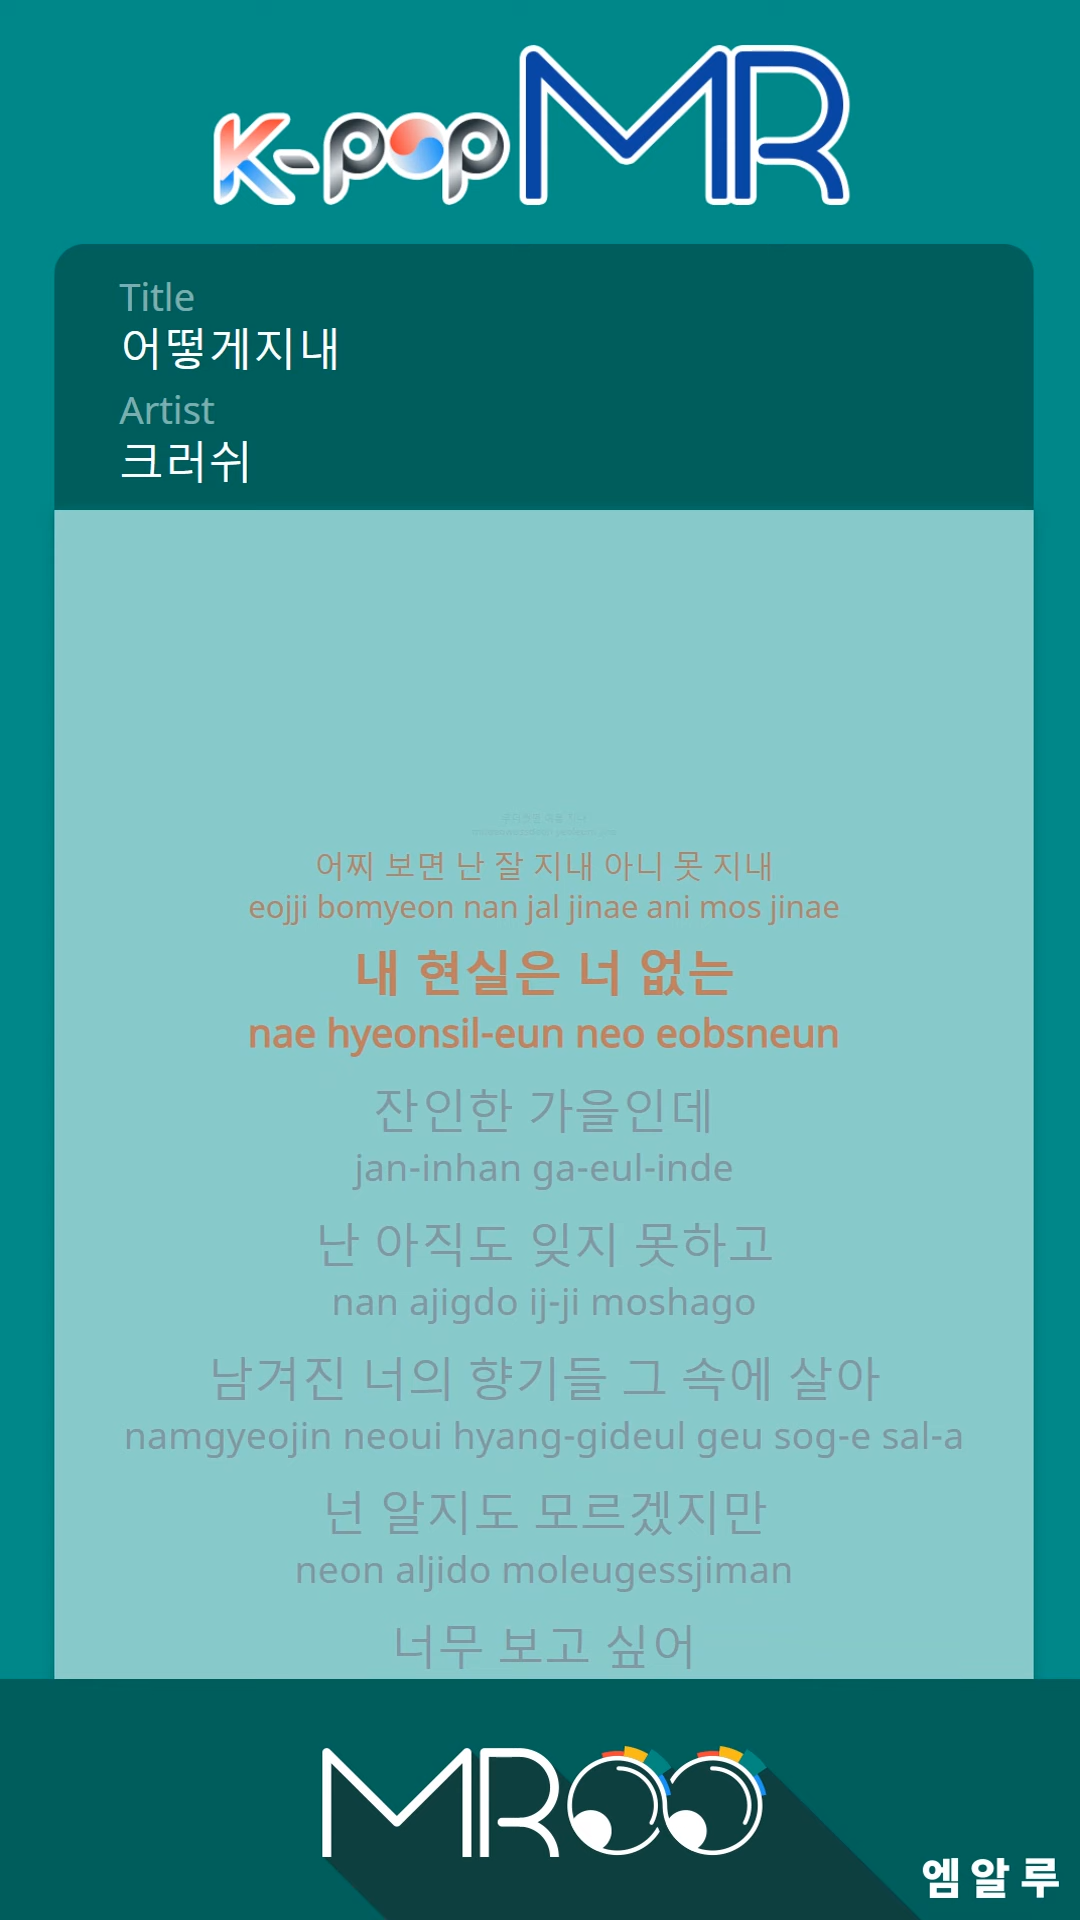 K-pop MR
Title
어떻게지내
Artist
크러쉬
어찌 보면 난 잘 지내 아니 못 지내
eojji bomyeon nan jal jinae ani mos jinae
내 현실은 너 없는
nae hyeonsil-eun neo eobsneun
잔인한 가을인데
jan-inhan ga-eul-inde
난 아직도 잊지 못하고
nan ajigdo ij-ji moshago
남겨진 너의 향기들 그 속에 살아
namgyeojin neoui hyang-gideul geu sog-e sal-a
넌 알지도 모르겠지만
neon aljido moleugessjiman
너무 보고 싶어
MROO
엠알루